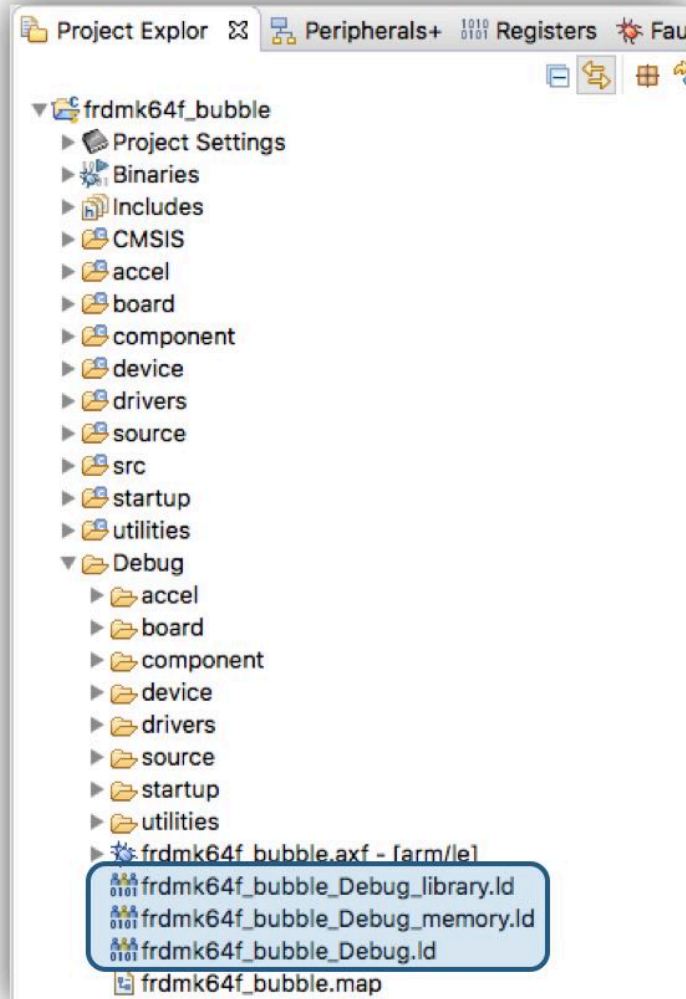 Project Explor Peripherals+ 1010 0101 Registers Fau
frdmk64f_bubble
Project Settings
Binaries
Includes
CMSIS
accel
board
component
device
drivers
source
src
startup
utilities
Debug
accel
board
component
device
drivers
source
startup
utilities
frdmk64f_bubble.axf - [arm/le]
frdmk64f_bubble_Debug_library.ld
frdmk64f_bubble_Debug_memory.ld
frdmk64f_bubble_Debug.ld
frdmk64f_bubble.map